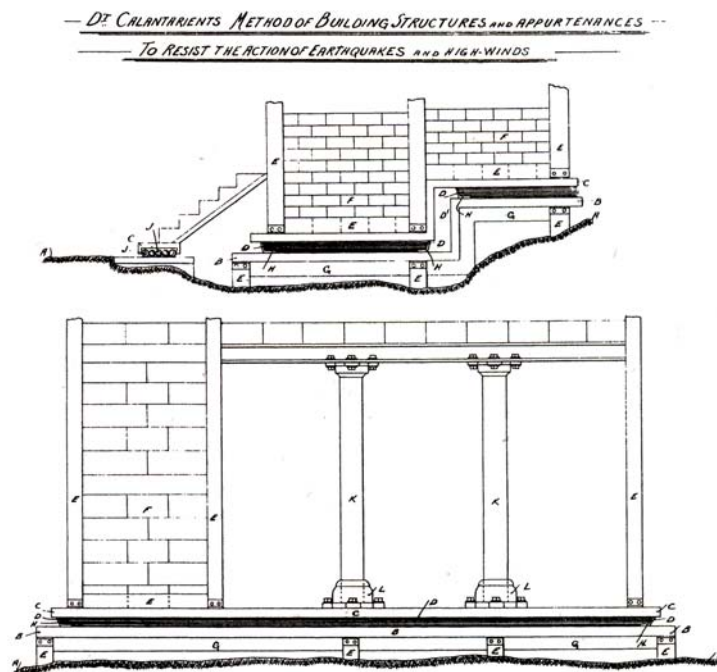 DR CALANTARIENTS METHOD OF BUILDING STRUCTURES AND APPURTENANCES
TO RESIST THE ACTION OF EARTHQUAKES AND HIGH-WINDS
E
E
F
E
F
E
C
D
D'
H
G
B
E
A
J
C
J
A
E
D
D
B
H
G
H
E
E
E
F
E
K
K
E
E
L
L
C
D
H
B
C
D
C
D
H
B
B
A
E
G
E
E
G
E